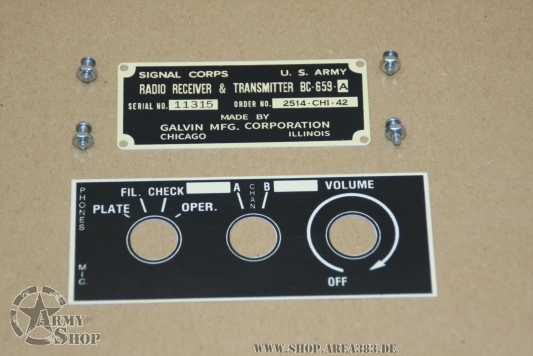 SIGNAL CORPS U. S. ARMY
RADIO RECEIVER & TRANSMITTER BC-659-A
SERIAL NO. 11315 ORDER NO. 2514-CHI-42
MADE BY
GALVIN MFG. CORPORATION
CHICAGO ILLINOIS
PHONES
FIL. CHECK
PLATE
OPER.
A CHAN B
VOLUME
OFF
MIC.
ARMY
SHOP
WWW.SHOP.AREA383.DE